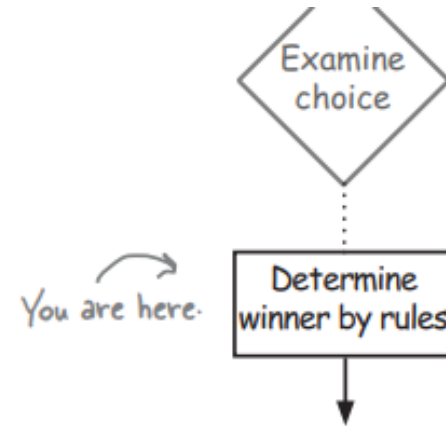 Examine
choice
Determine
winner by rules
You are here.